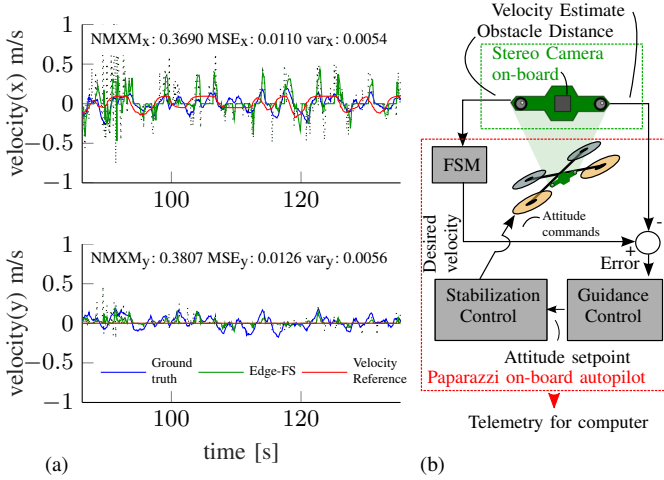 NMXMx: 0.3690 MSEx: 0.0110 varx: 0.0054
velocity(x) m/s
1
0.5
0
−0.5
−1
100
120
NMXMy: 0.3807 MSEy: 0.0126 vary: 0.0056
velocity(y) m/s
1
0.5
0
−0.5
−1
Ground truth
Edge-FS
Velocity Reference
100
120
time [s]
(a)
Velocity Estimate
Obstacle Distance
Stereo Camera
on-board
FSM
Attitude
commands
Desired
velocity
-
+
Error
Stabilization
Control
Guidance
Control
Attitude setpoint
Paparazzi on-board autopilot
Telemetry for computer
(b)